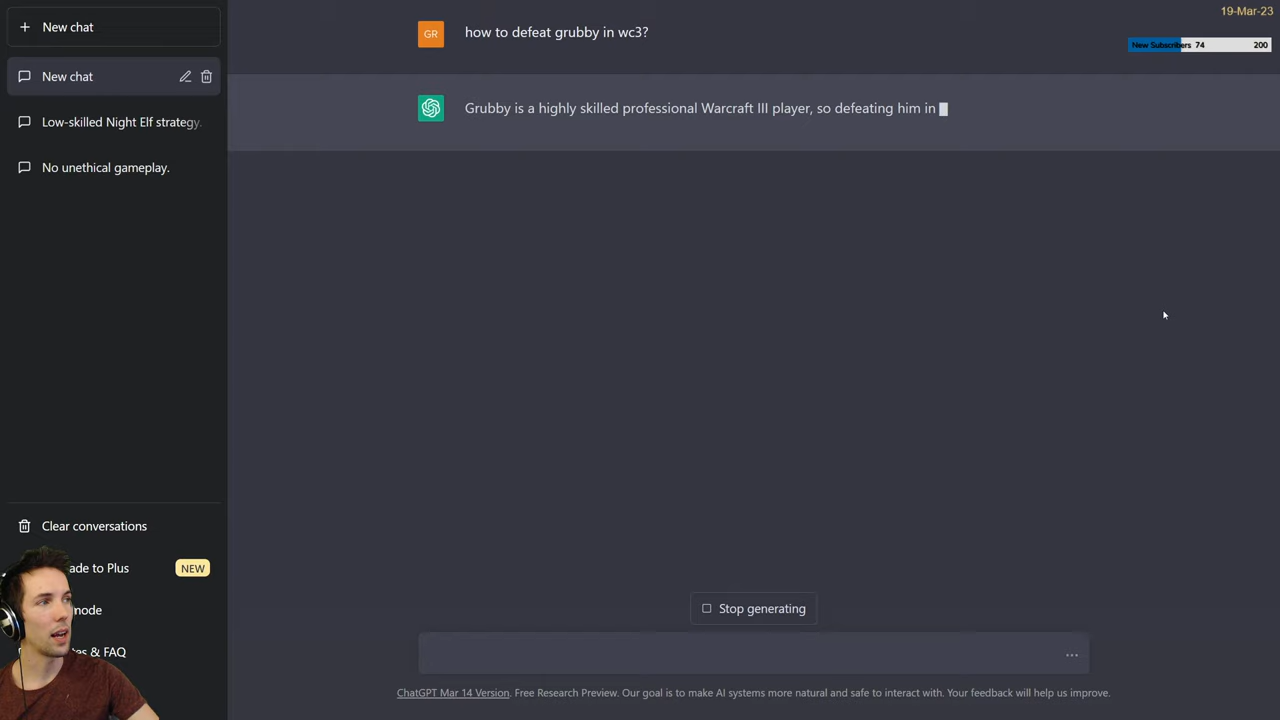 New chat
New chat
Low-skilled Night Elf strategy.
No unethical gameplay.
Clear conversations
ade to Plus
NEW
mode
es & FAQ
19-Mar-23
New Subscribers 74 200
GR
how to defeat grubby in wc3?
Grubby is a highly skilled professional Warcraft III player, so defeating him in
Stop generating
ChatGPT Mar 14 Version. Free Research Preview. Our goal is to make AI systems more natural and safe to interact with. Your feedback will help us improve.